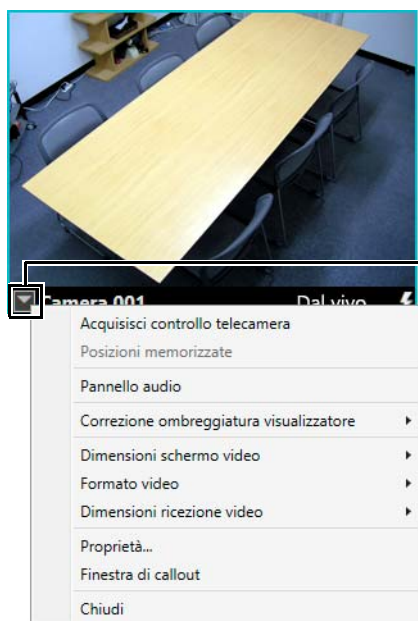 Camera 001 Dal vivo
Acquisisci controllo telecamera
Posizioni memorizzate
Pannello audio
Correzione ombreggiatura visualizzatore
Dimensioni schermo video
Formato video
Dimensioni ricezione video
Proprietà...
Finestra di callout
Chiudi